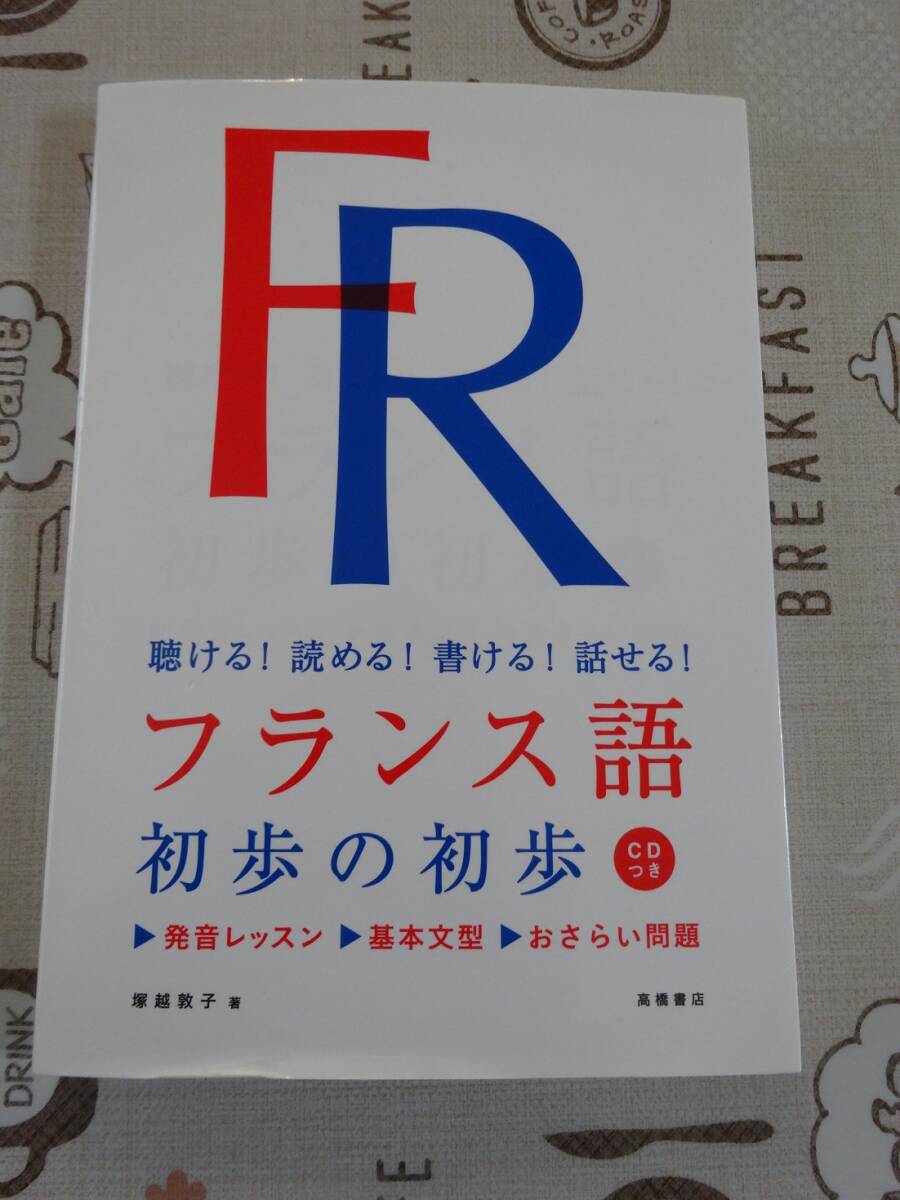 COF
ROAS
BREAKFAST
FR
聴ける! 読める! 書ける! 話せる!
フランス語
初歩の初歩
CD
つき
▶発音レッスン ▶基本文型 ▶おさらい問題
塚越敦子 著
高橋書店
BREAKFAST
DRINK